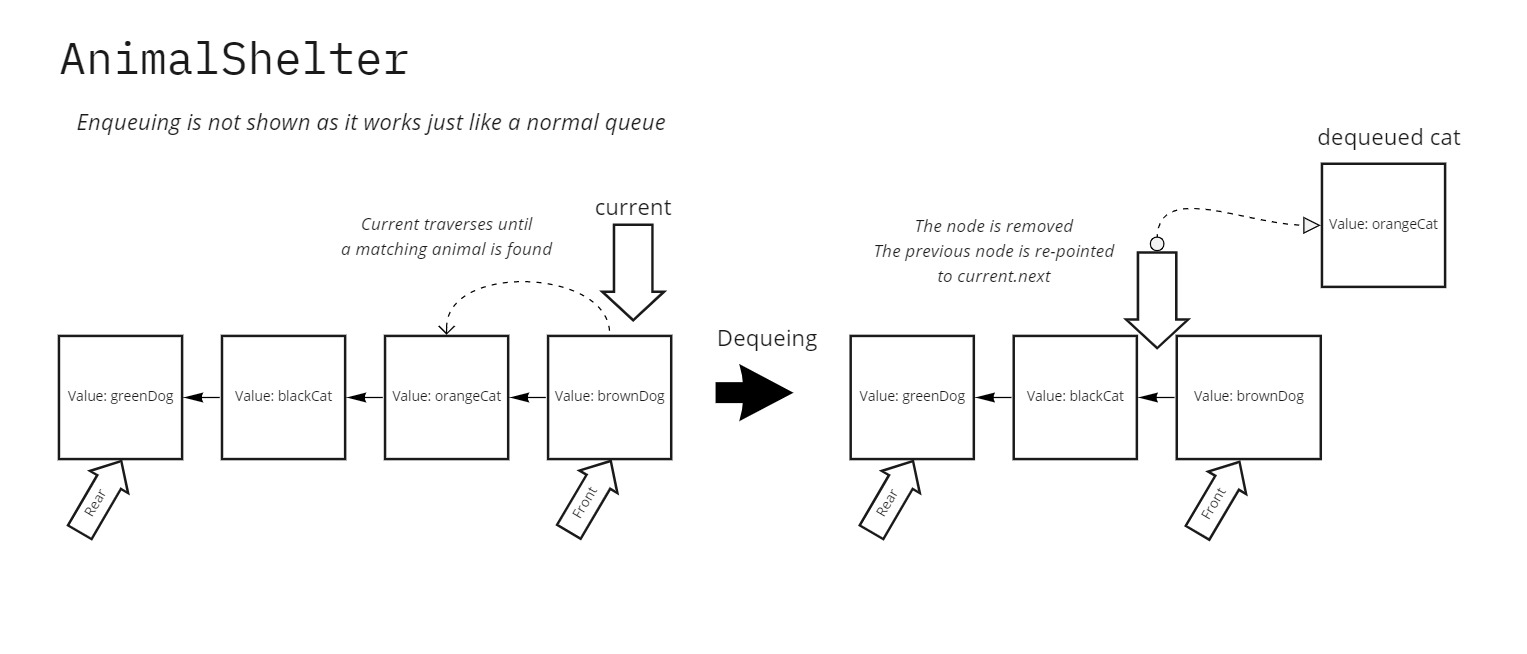 AnimalShelter
Enqueuing is not shown as it works just like a normal queue
current
Current traverses until
a matching animal is found
Value: greenDog
Value: blackCat
Value: orangeCat
Value: brownDog
Rear
Front
Dequeing
dequeued cat
Value: orangeCat
The node is removed
The previous node is re-pointed
to current.next
Value: greenDog
Value: blackCat
Value: brownDog
Rear
Front